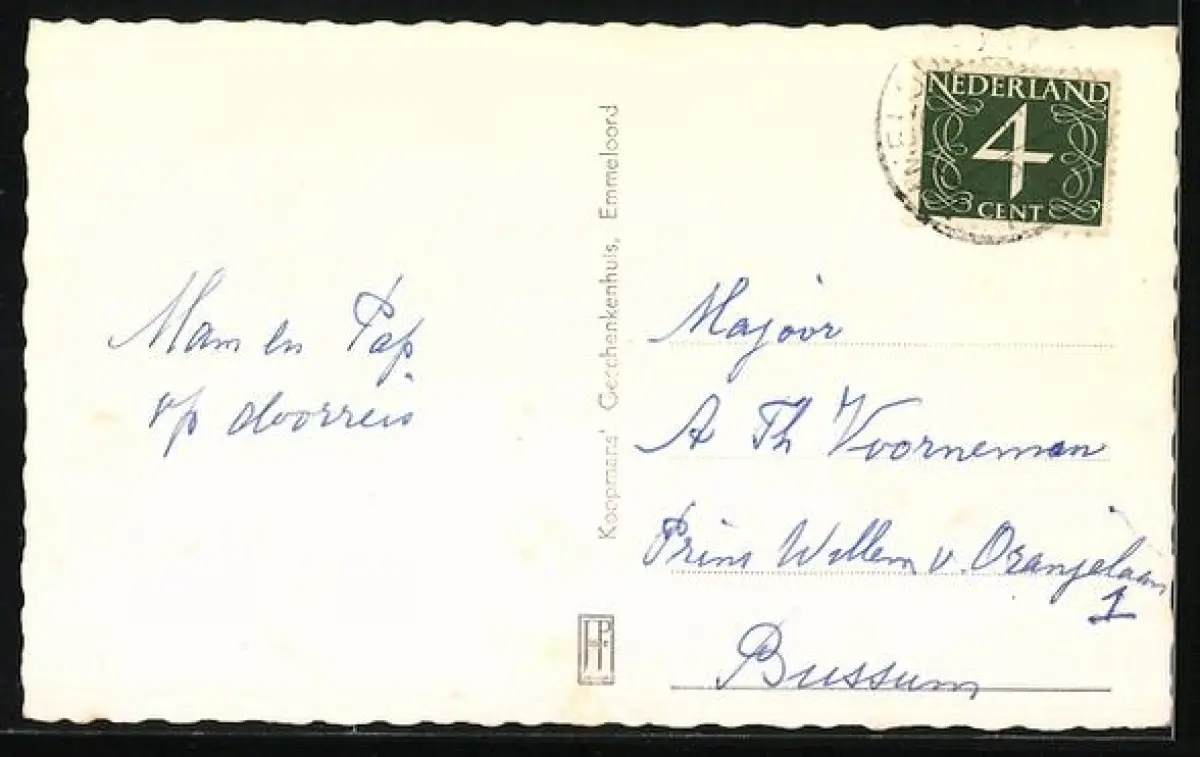 Mam en Pap
op doorreis
Koopmans' Geschenkenhuis, Emmeloord
NEDERLAND
4
CENT
Majoor
A Th Voorneman
Prins Willem v. Oranjelaan
1
Bussum